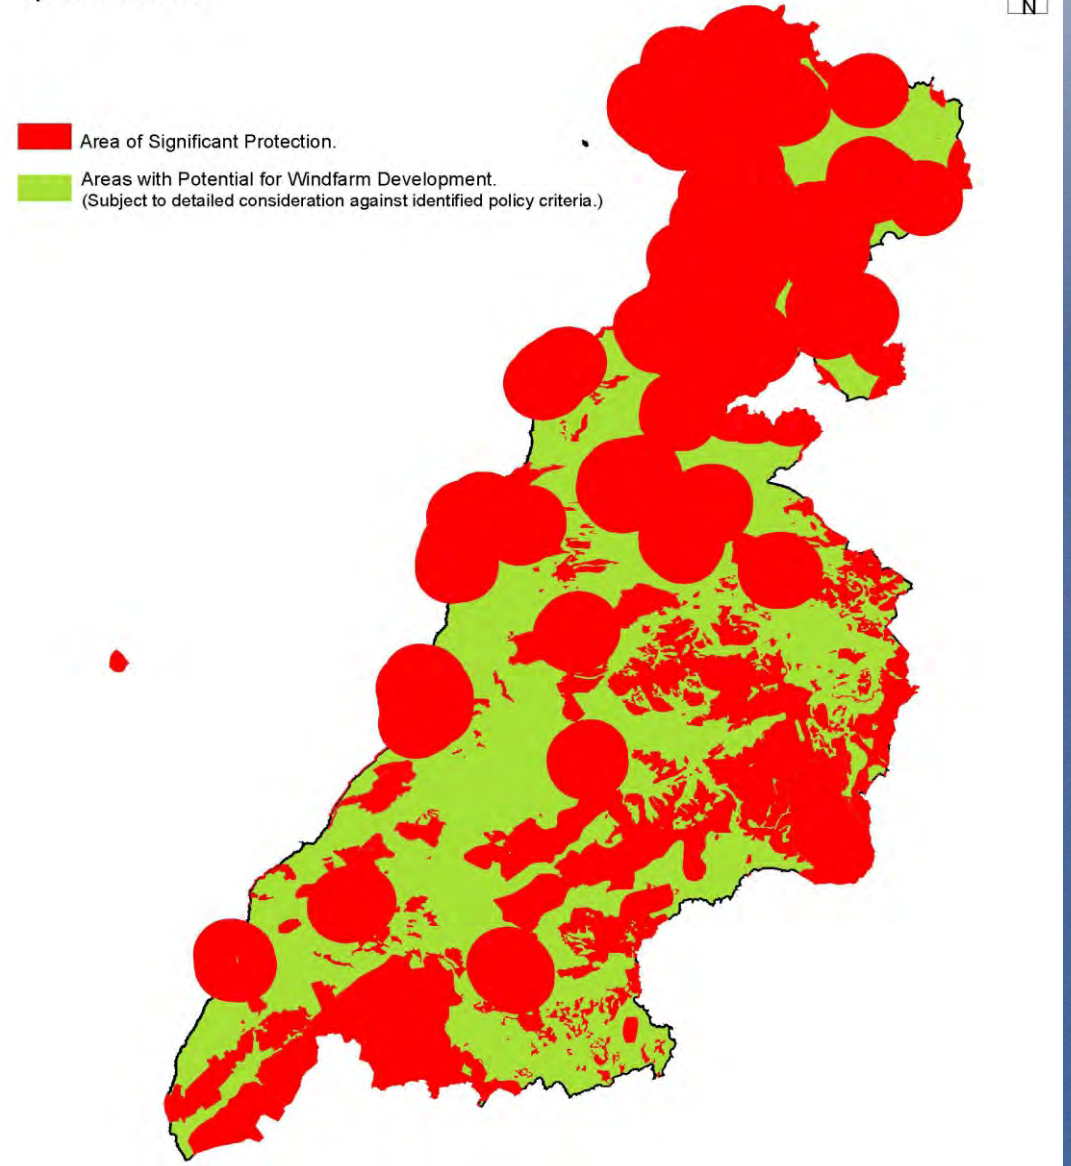 N
Area of Significant Protection.
Areas with Potential for Windfarm Development.
(Subject to detailed consideration against identified policy criteria.)